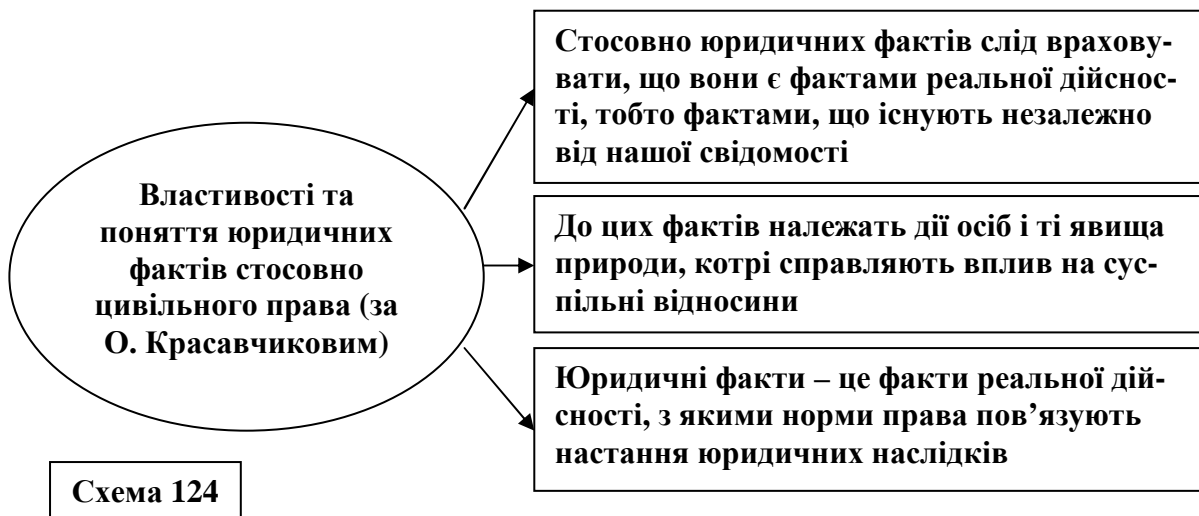 Властивості та
поняття юридичних
фактів стосовно
цивільного права (за
О. Красавчиковим)
Стосовно юридичних фактів слід врахову-
вати, що вони є фактами реальної дійснос-
ті, тобто фактами, що існують незалежно
від нашої свідомості
До цих фактів належать дії осіб і ті явища
природи, котрі справляють вплив на сус-
пільні відносини
Юридичні факти – це факти реальної дій-
сності, з якими норми права пов’язують
настання юридичних наслідків
Схема 124